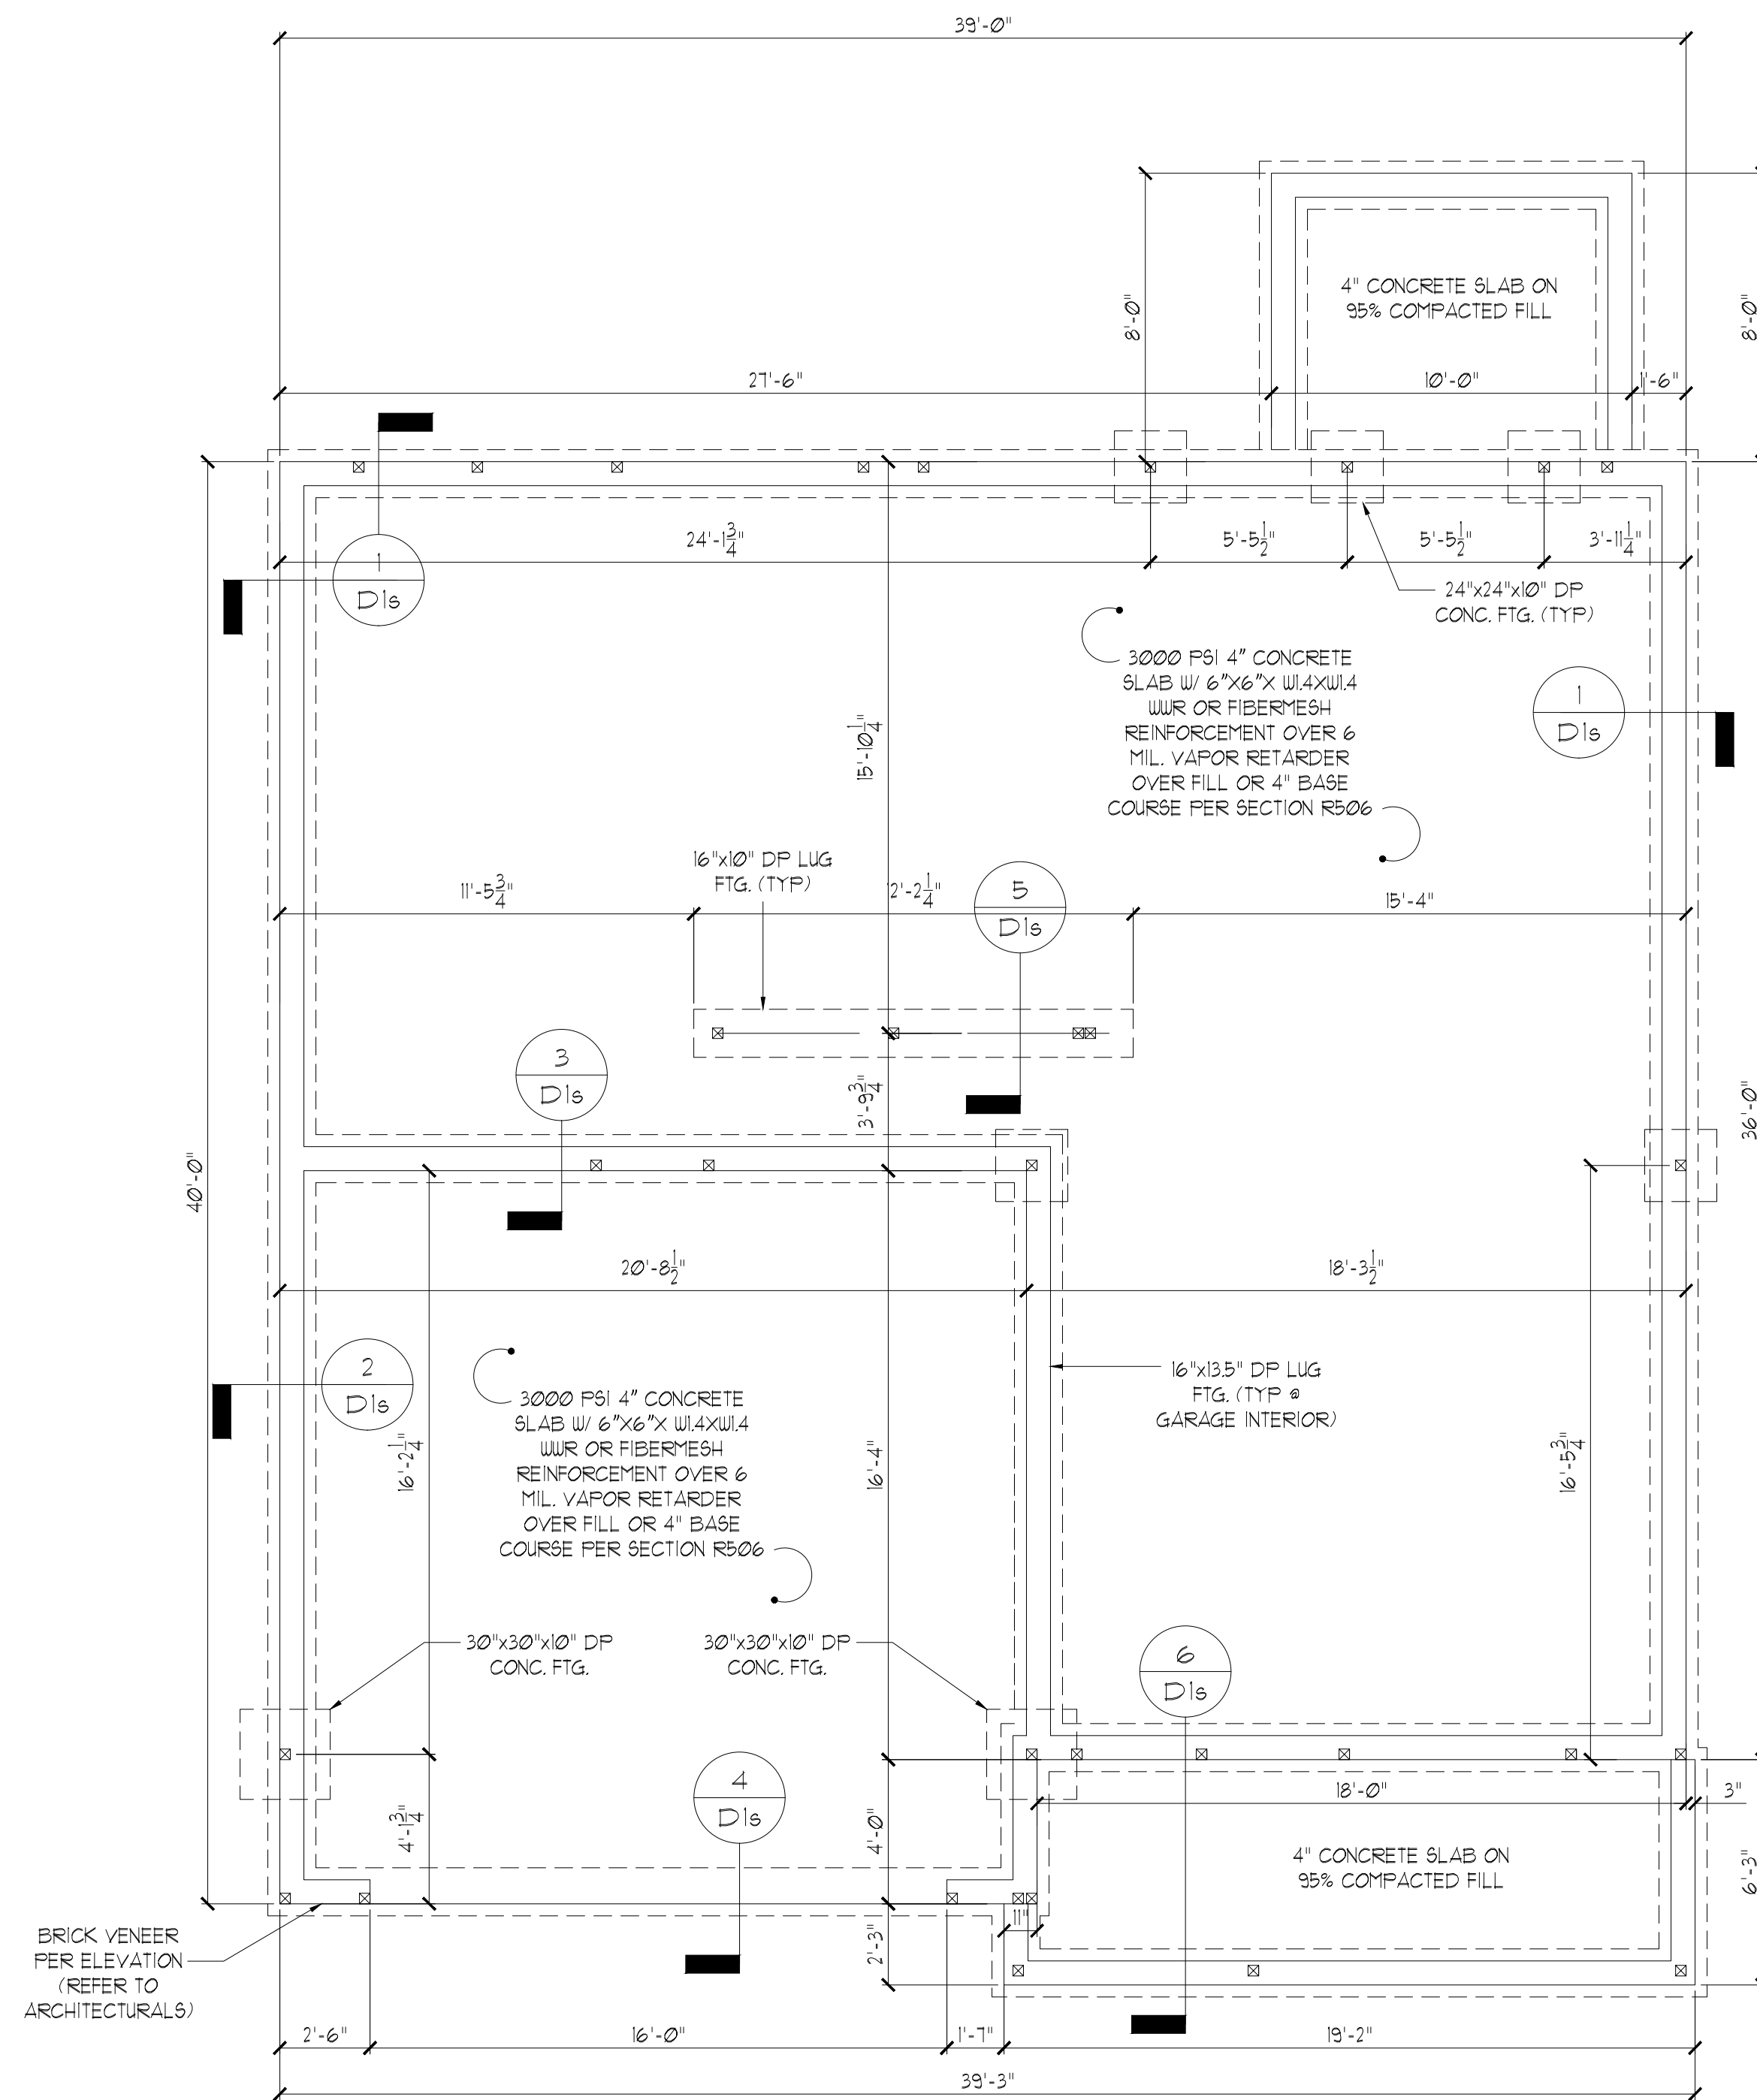 39'-0"
8'-0"
8'-0"
4" CONCRETE SLAB ON
95% COMPACTED FILL
27'-6"
10'-0"
1'-6"
24'-1 3/4"
5'-5 1/2"
5'-5 1/2"
3'-11 1/4"
1
D1s
24"x24"x10" DP
CONC. FTG. (TYP)
3000 PSI 4" CONCRETE
SLAB W/ 6"X6"X W1.4XW1.4
WWR OR FIBERMESH
REINFORCEMENT OVER 6
MIL. VAPOR RETARDER
OVER FILL OR 4" BASE
COURSE PER SECTION R506
1
D1s
15'-10 1/4"
16"x10" DP LUG
FTG. (TYP)
11'-5 3/4"
2'-2 1/4"
5
D1s
15'-4"
3
D1s
3'-9 3/4"
36'-0"
40'-0"
20'-8 1/2"
18'-3 1/2"
2
D1s
16"x13.5" DP LUG
FTG. (TYP @
GARAGE INTERIOR)
3000 PSI 4" CONCRETE
SLAB W/ 6"X6"X W1.4XW1.4
WWR OR FIBERMESH
REINFORCEMENT OVER 6
MIL. VAPOR RETARDER
OVER FILL OR 4" BASE
COURSE PER SECTION R506
16'-2 1/4"
16'-4"
16'-5 3/4"
30"x30"x10" DP
CONC. FTG.
30"x30"x10" DP
CONC. FTG.
6
D1s
4
D1s
18'-0"
3"
4'-1 3/4"
4'-0"
4" CONCRETE SLAB ON
95% COMPACTED FILL
6'-3"
11"
2'-3"
BRICK VENEER
PER ELEVATION
(REFER TO
ARCHITECTURALS)
2'-6"
16'-0"
1'-7"
19'-2"
39'-3"